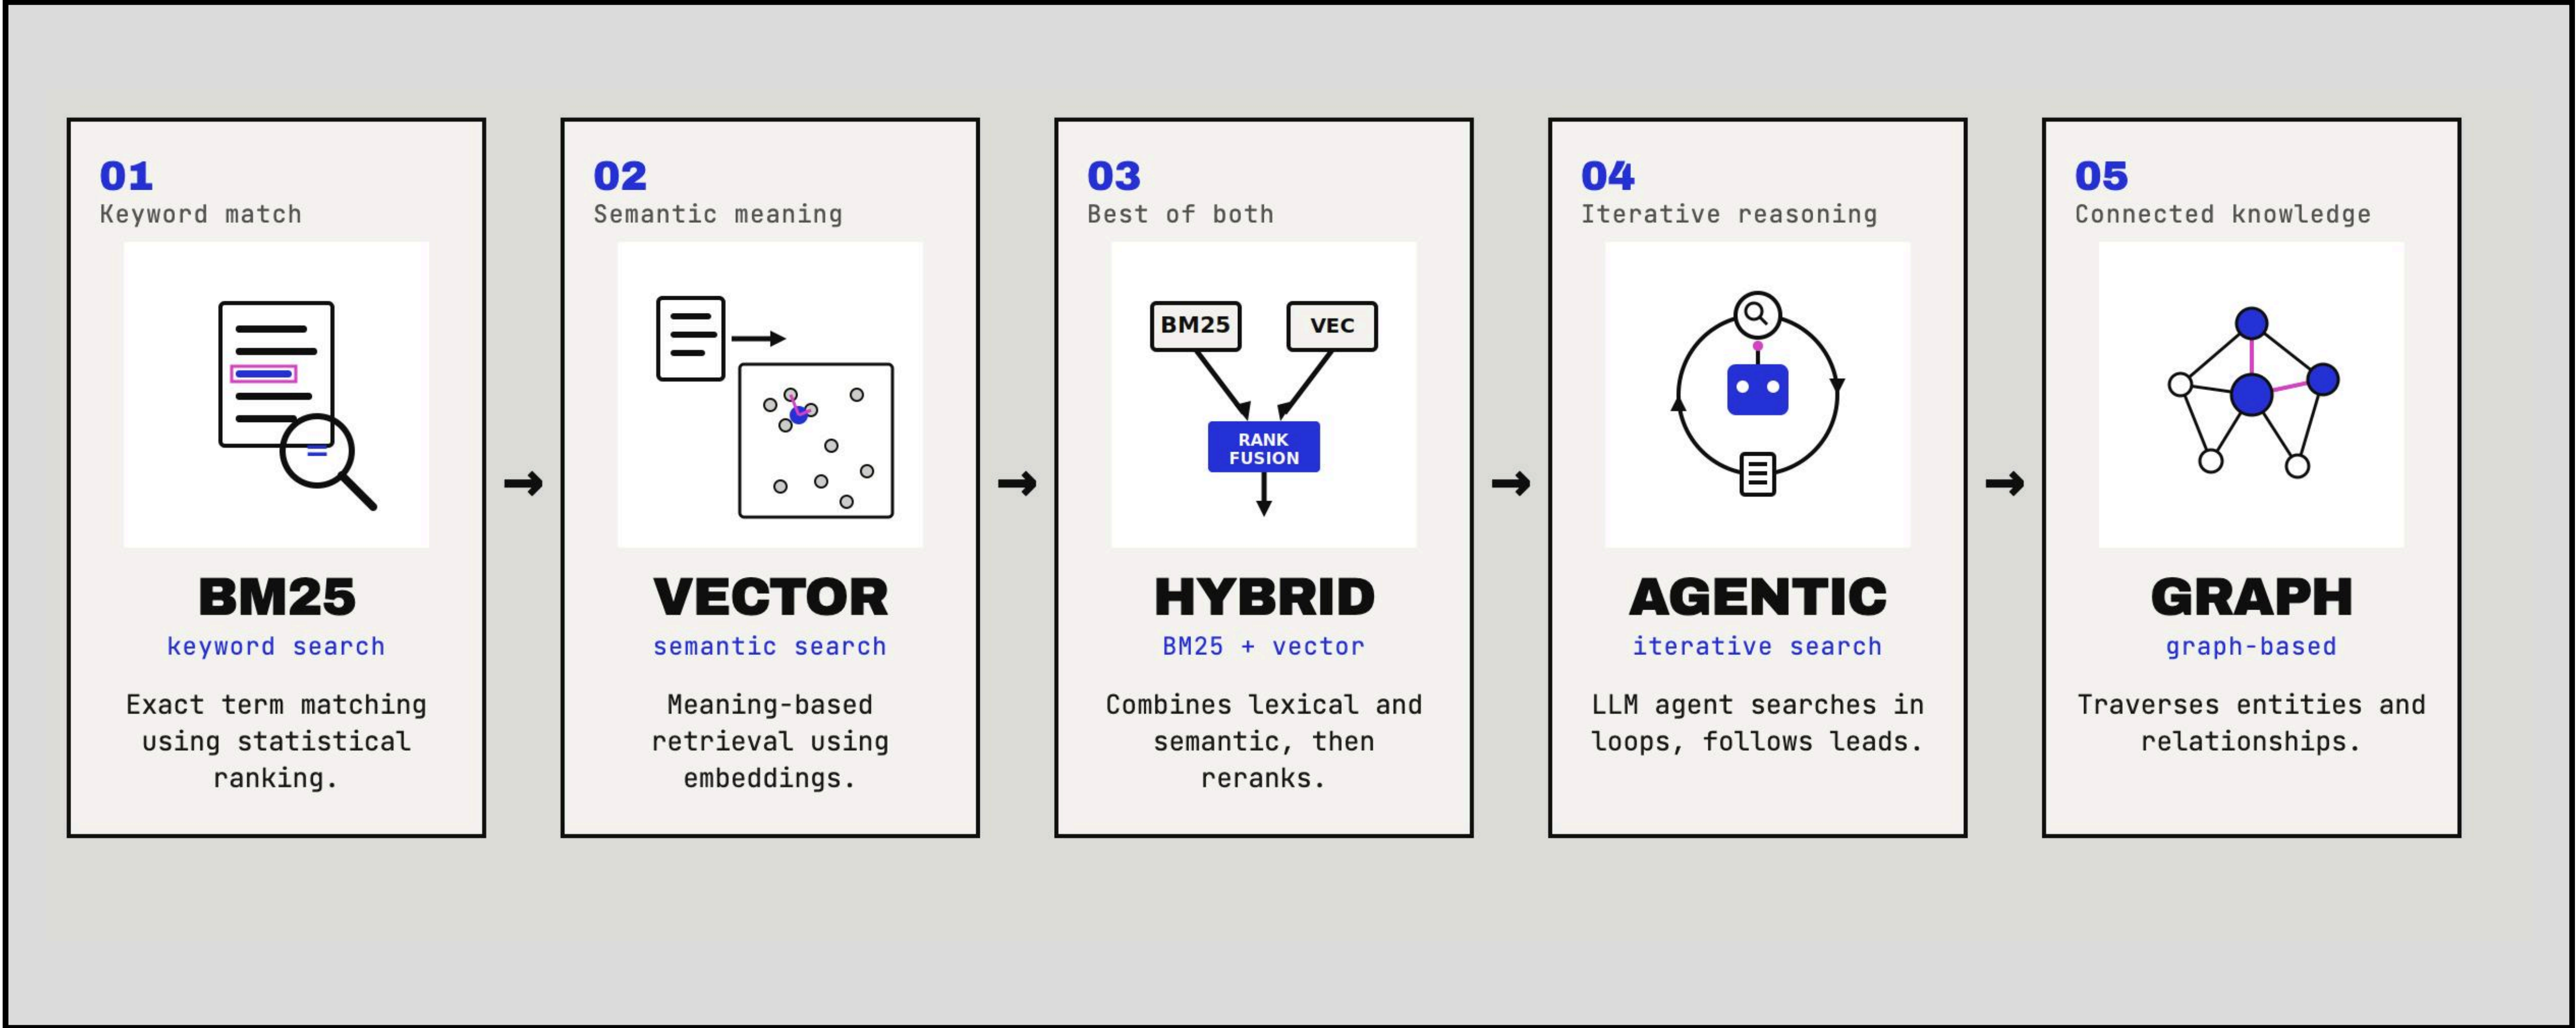 01
Keyword match
BM25
keyword search
Exact term matching
using statistical
ranking.
→
02
Semantic meaning
VECTOR
semantic search
Meaning-based
retrieval using
embeddings.
→
03
Best of both
BM25
VEC
RANK
FUSION
HYBRID
BM25 + vector
Combines lexical and
semantic, then
reranks.
→
04
Iterative reasoning
AGENTIC
iterative search
LLM agent searches in
loops, follows leads.
→
05
Connected knowledge
GRAPH
graph-based
Traverses entities and
relationships.